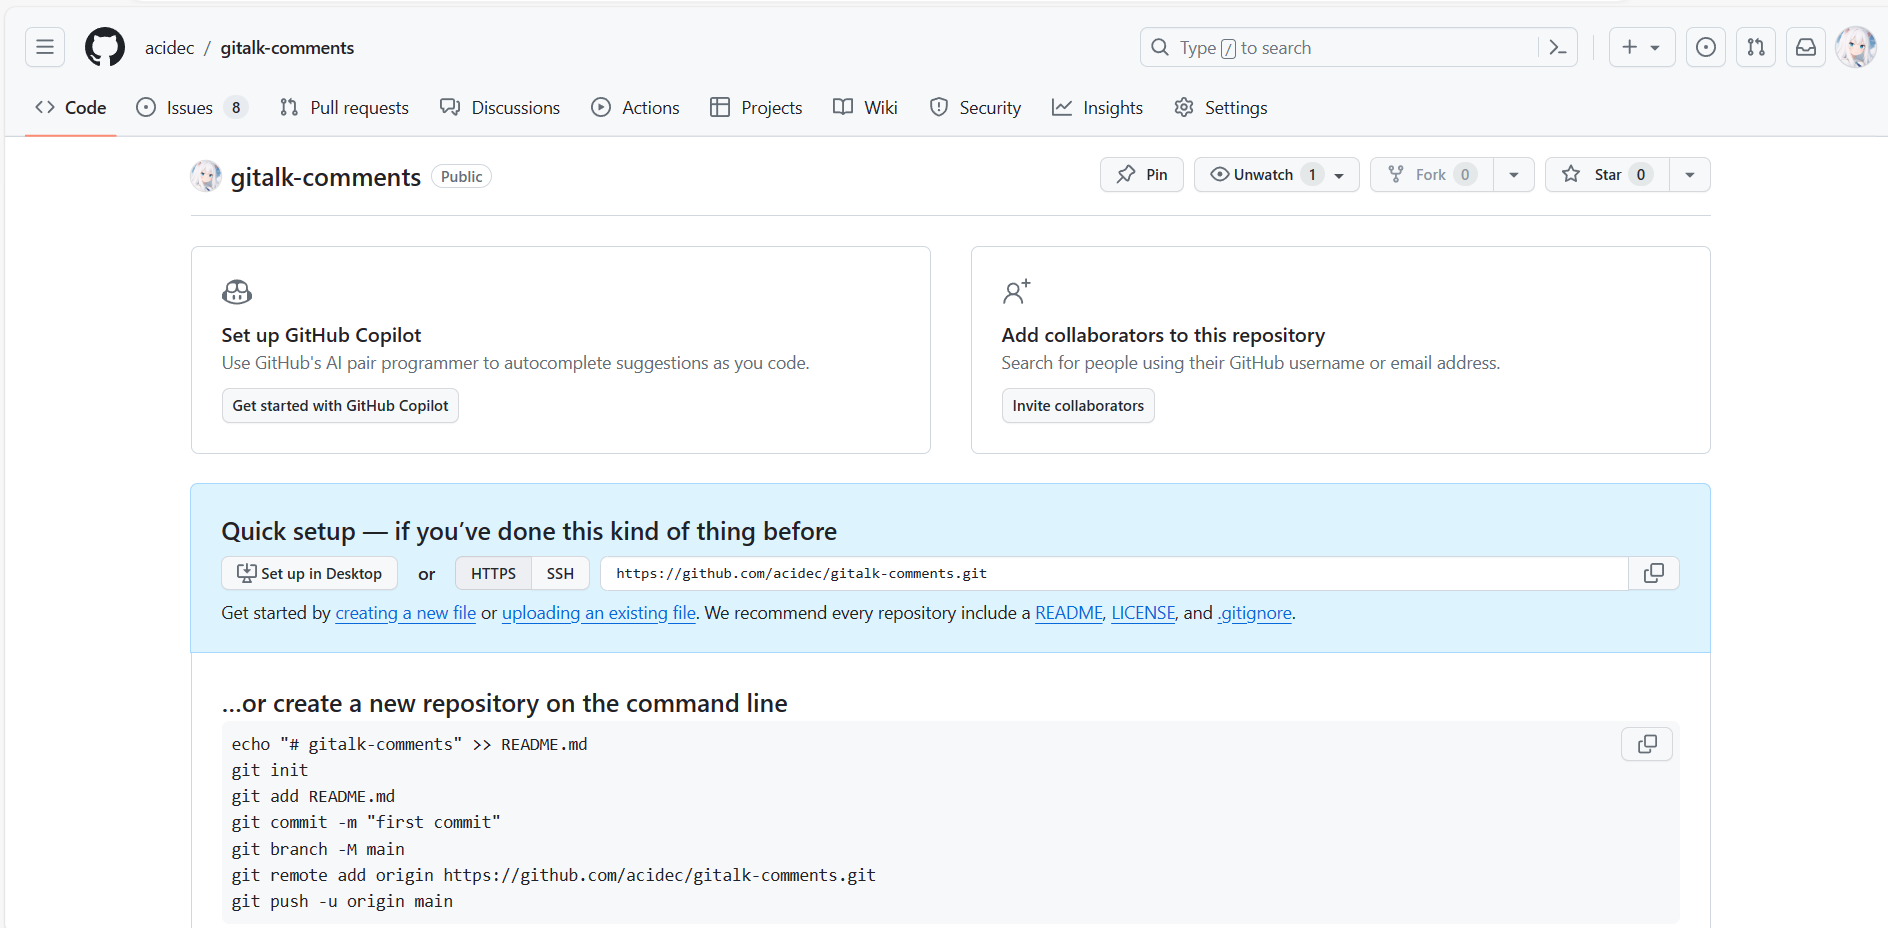 acidec / gitalk-comments
Type / to search
Code
Issues 8
Pull requests
Discussions
Actions
Projects
Wiki
Security
Insights
Settings
gitalk-comments Public
Pin
Unwatch 1
Fork 0
Star 0
Set up GitHub Copilot
Use GitHub's AI pair programmer to autocomplete suggestions as you code.
Get started with GitHub Copilot
Add collaborators to this repository
Search for people using their GitHub username or email address.
Invite collaborators
Quick setup — if you’ve done this kind of thing before
Set up in Desktop or HTTPS SSH https://github.com/acidec/gitalk-comments.git
Get started by creating a new file or uploading an existing file. We recommend every repository include a README, LICENSE, and .gitignore.
…or create a new repository on the command line
echo "# gitalk-comments" >> README.md
git init
git add README.md
git commit -m "first commit"
git branch -M main
git remote add origin https://github.com/acidec/gitalk-comments.git
git push -u origin main